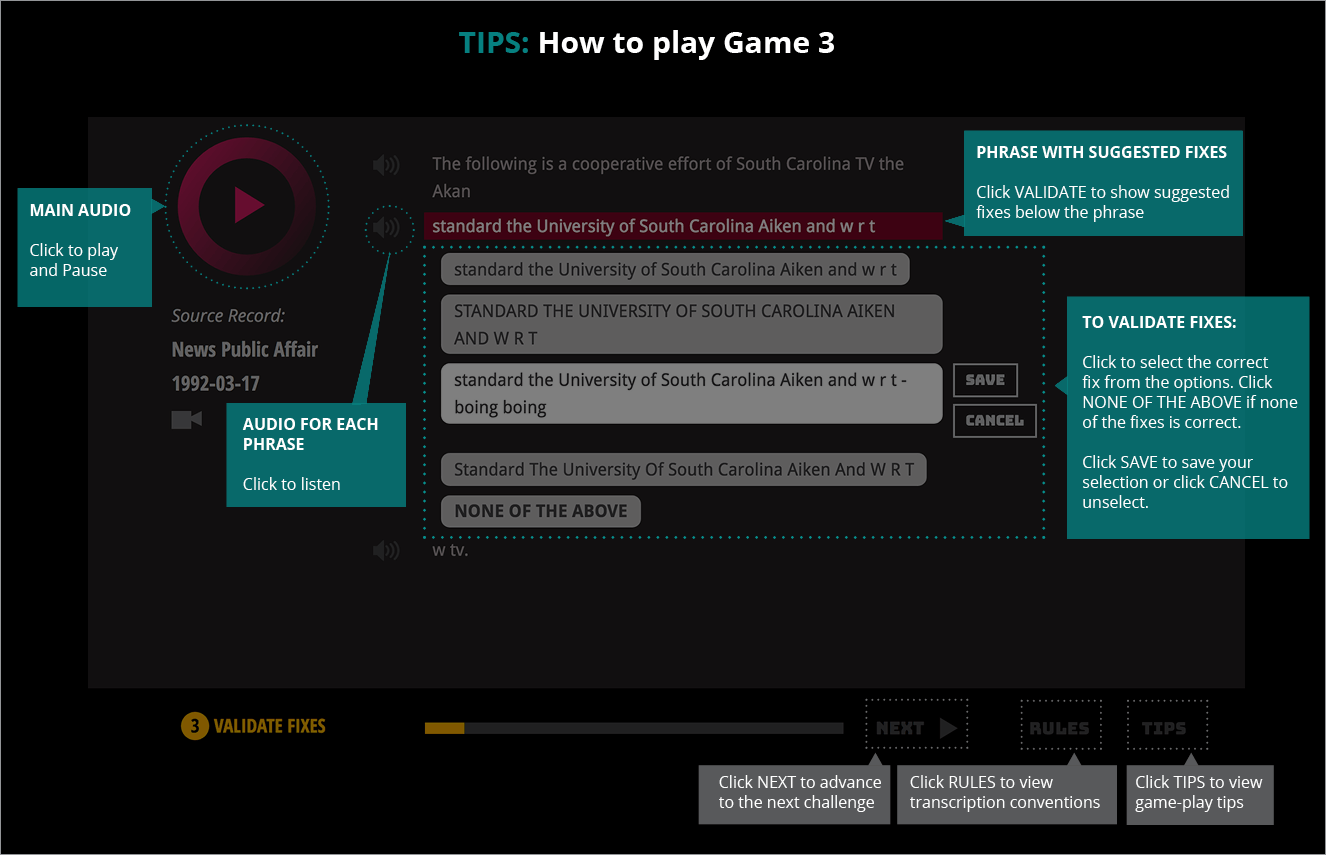 TIPS: How to play Game 3
MAIN AUDIO
Click to play
and Pause
Source Record:
News Public Affair
1992-03-17
AUDIO FOR EACH
PHRASE
Click to listen
The following is a cooperative effort of South Carolina TV the
Akan
standard the University of South Carolina Aiken and w r t
standard the University of South Carolina Aiken and w r t
STANDARD THE UNIVERSITY OF SOUTH CAROLINA AIKEN
AND W R T
standard the University of South Carolina Aiken and w r t -
boing boing
SAVE
CANCEL
Standard The University Of South Carolina Aiken And W R T
NONE OF THE ABOVE
w tv.
PHRASE WITH SUGGESTED FIXES
Click VALIDATE to show suggested
fixes below the phrase
TO VALIDATE FIXES:
Click to select the correct
fix from the options. Click
NONE OF THE ABOVE if none
of the fixes is correct.
Click SAVE to save your
selection or click CANCEL to
unselect.
3 VALIDATE FIXES
NEXT
RULES
TIPS
Click NEXT to advance
to the next challenge
Click RULES to view
transcription conventions
Click TIPS to view
game-play tips